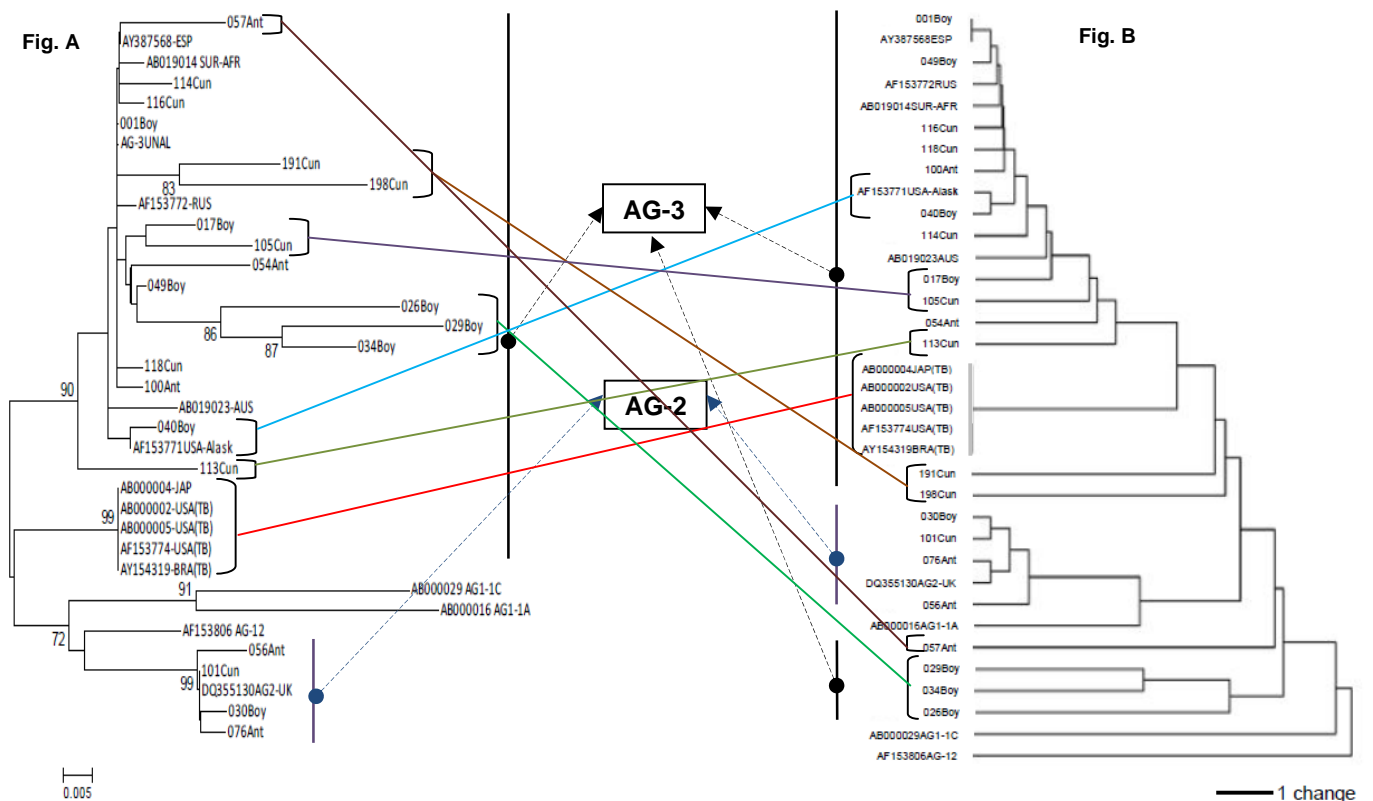 Fig. A
057Ant
AY387568-ESP
AB019014 SUR-AFR
114Cun
116Cun
001Boy
AG-3UNAL
191Cun
83
198Cun
AF153772-RUS
017Boy
105Cun
054Ant
049Boy
026Boy
86
029Boy
87
034Boy
118Cun
90
100Ant
AB019023-AUS
040Boy
AF153771USA-Alask
113Cun
AB000004-JAP
AB000002-USA(TB)
99
AB000005-USA(TB)
AF153774-USA(TB)
AY154319-BRA(TB)
91
AB000029 AG1-1C
AB000016 AG1-1A
72
AF153806 AG-12
056Ant
101Cun
99
DQ355130AG2-UK
030Boy
076Ant
0.005
AG-3
AG-2
Fig. B
001Boy
AY387568ESP
049Boy
AF153772RUS
AB019014SUR-AFR
116Cun
118Cun
100Ant
AF153771USA-Alask
040Boy
114Cun
AB019023AUS
017Boy
105Cun
054Ant
113Cun
AB000004JAP(TB)
AB000002USA(TB)
AB000005USA(TB)
AF153774USA(TB)
AY154319BRA(TB)
191Cun
198Cun
030Boy
101Cun
076Ant
DQ355130AG2-UK
056Ant
AB000016AG1-1A
057Ant
029Boy
034Boy
026Boy
AB000029AG1-1C
AF153806AG-12
1 change